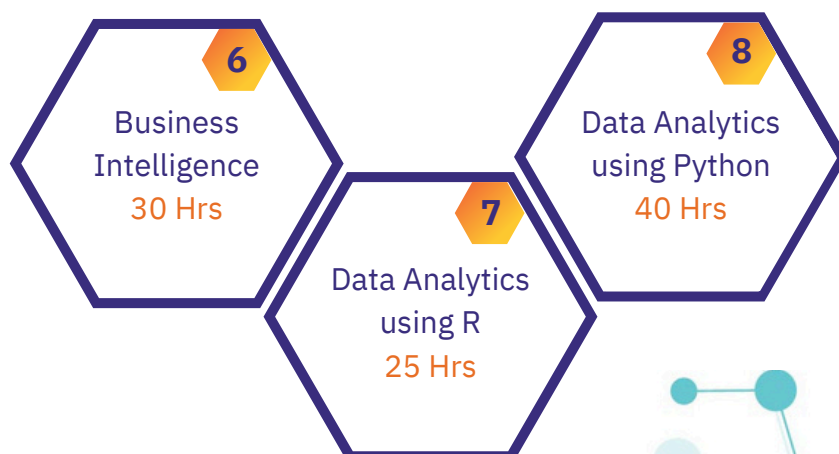 6
Business
Intelligence
30 Hrs
7
Data Analytics
using R
25 Hrs
8
Data Analytics
using Python
40 Hrs